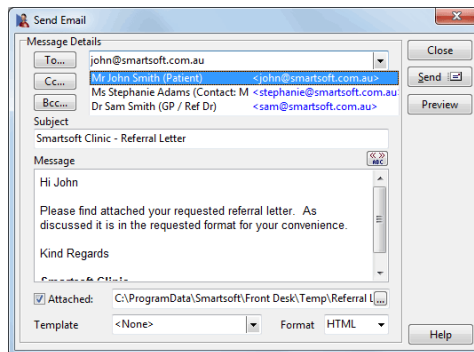 Send Email
Message Details
To... john@smartsoft.com.au
Mr John Smith (Patient) <john@smartsoft.com.au>
Cc... Ms Stephanie Adams (Contact: M <stephanie@smartsoft.com.au
Bcc... Dr Sam Smith (GP / Ref Dr) <sam@smartsoft.com.au>
Close
Send
Preview
Subject
Smartsoft Clinic - Referral Letter
Message
ABC
Hi John
Please find attached your requested referral letter.  As
discussed it is in the requested format for your convenience.
Kind Regards
Smartsoft Clinic
Attached: C:\ProgramData\Smartsoft\Front Desk\Temp\Referral L ...
Template <None> Format HTML
Help